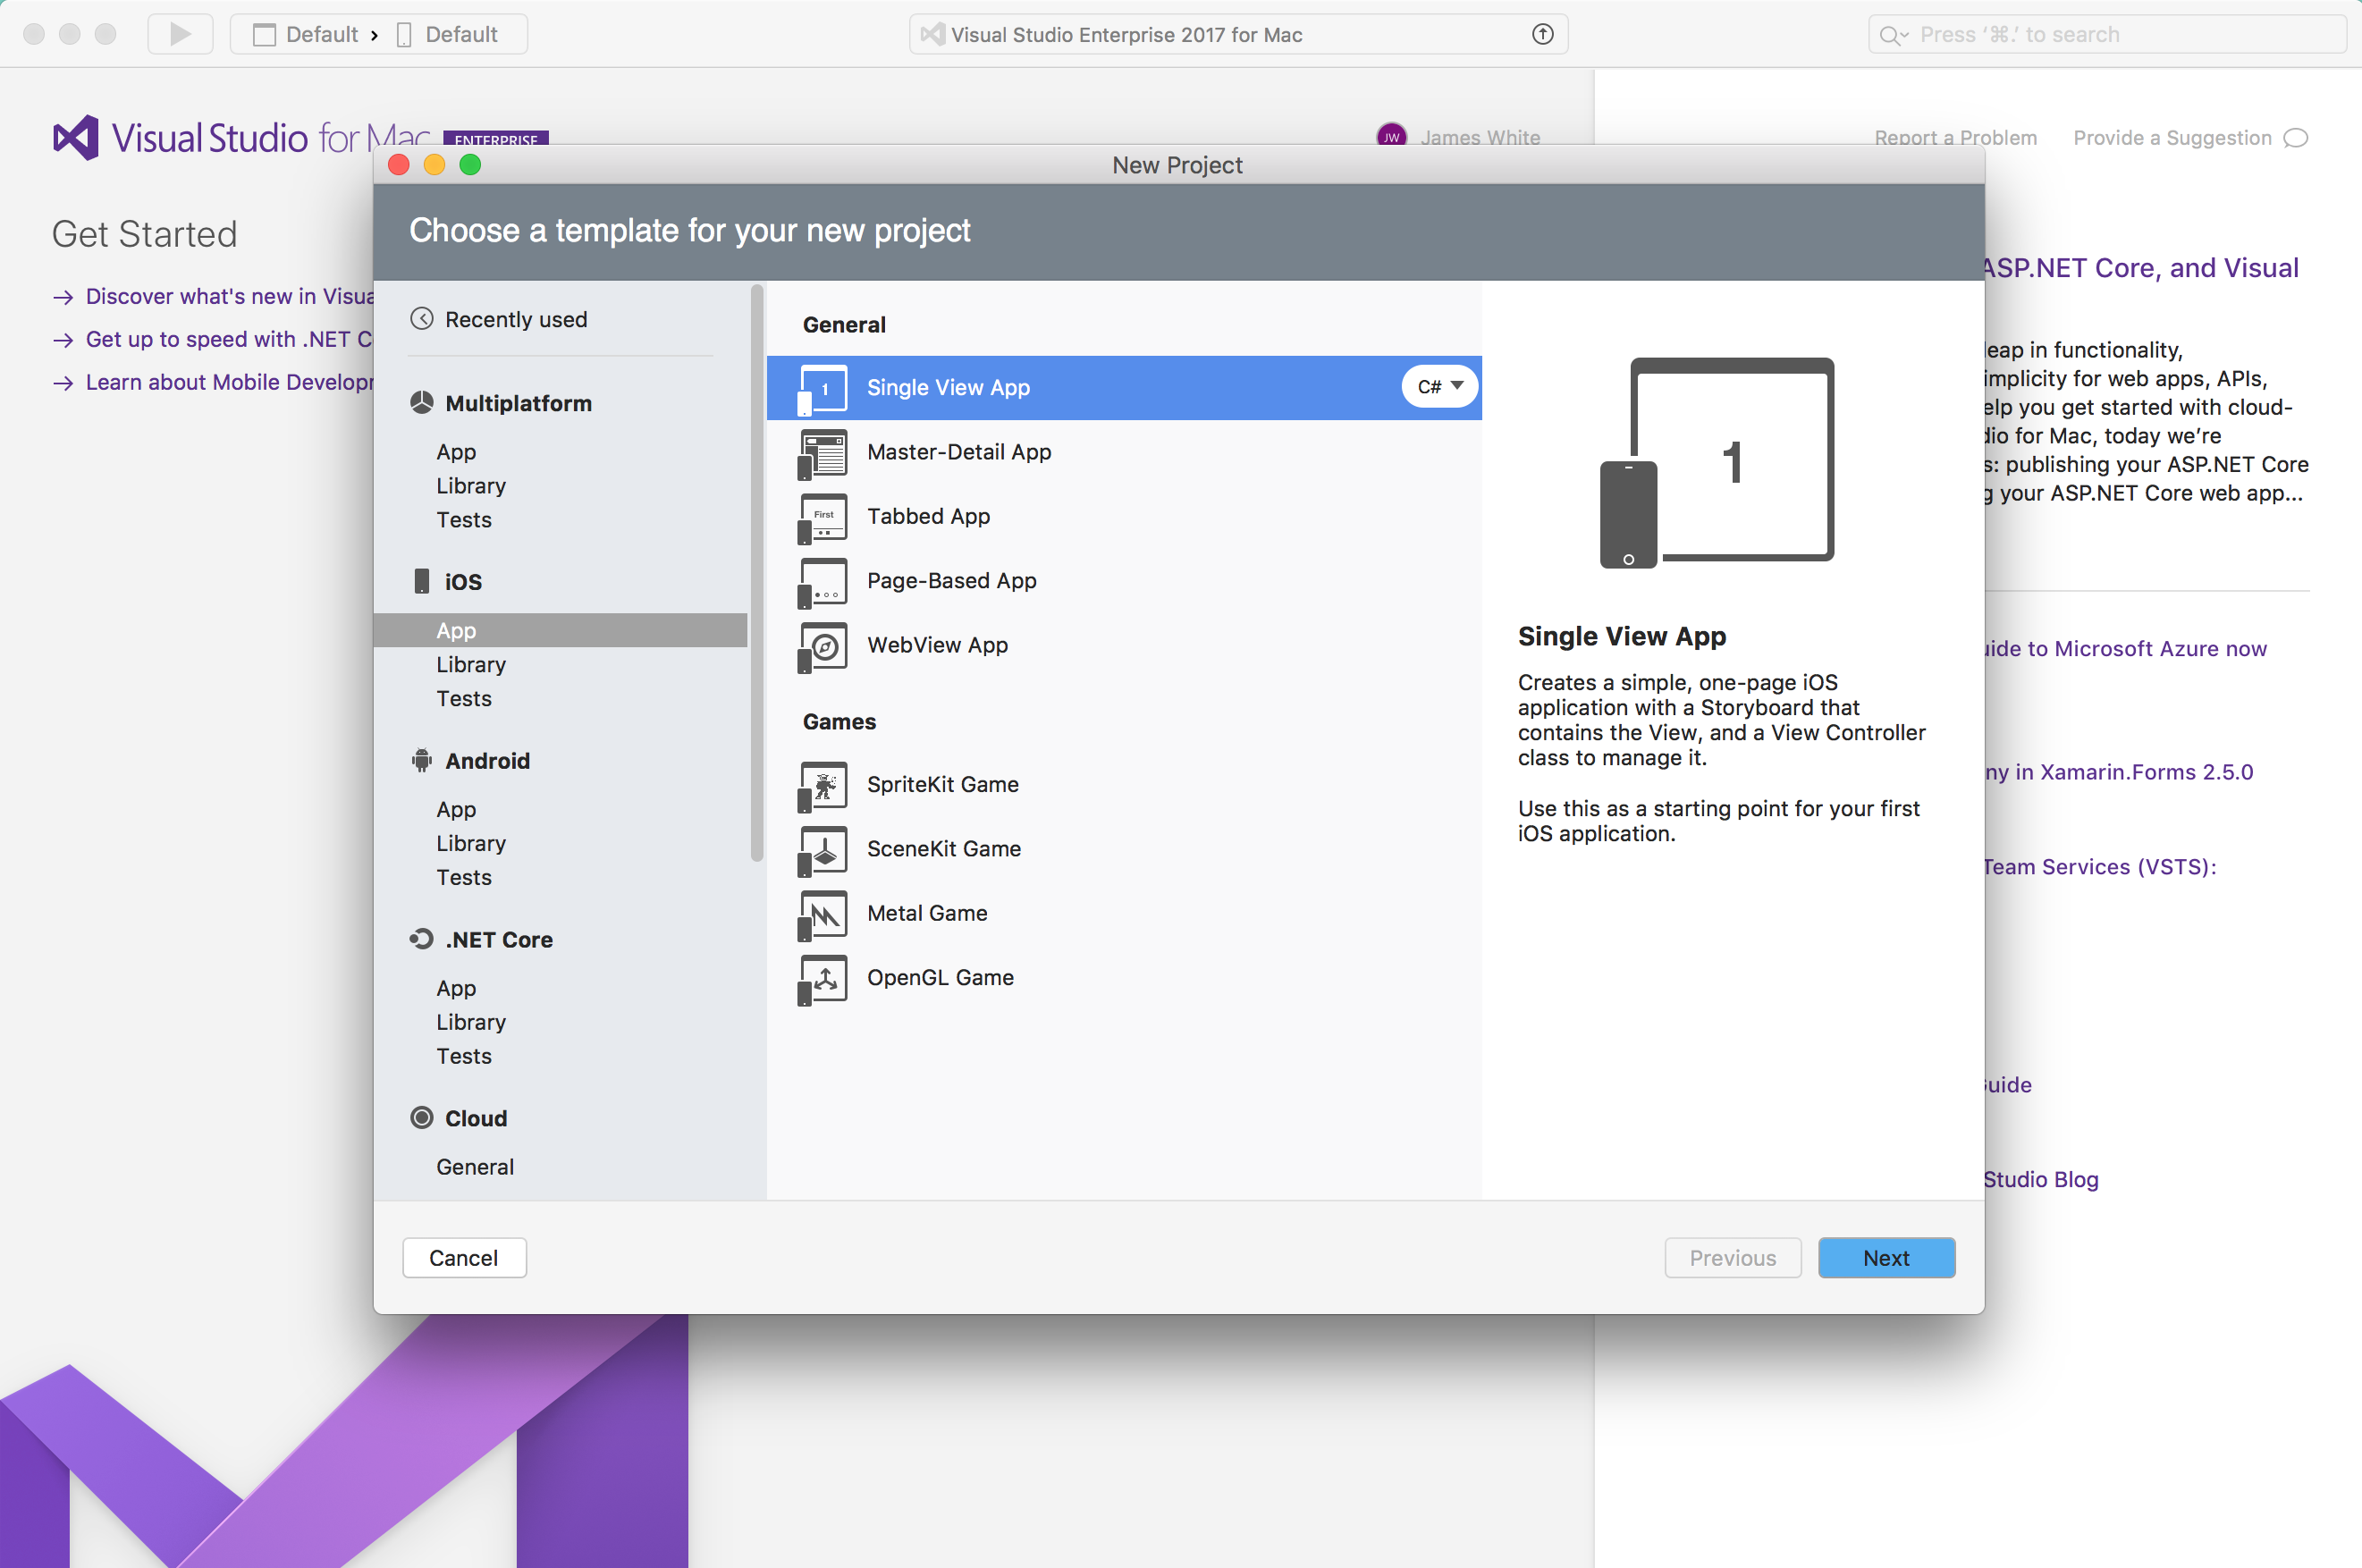 Default › Default
Visual Studio Enterprise 2017 for Mac
Press ‘⌘.’ to search
Visual Studio for Mac ENTERPRISE
JW James White
Report a Problem Provide a Suggestion
Get Started
Discover what's new in Visua
Get up to speed with .NET C
Learn about Mobile Develop
New Project
Choose a template for your new project
Recently used
Multiplatform
App
Library
Tests
iOS
App
Library
Tests
Android
App
Library
Tests
.NET Core
App
Library
Tests
Cloud
General
General
1 Single View App C#
Master-Detail App
First Tabbed App
Page-Based App
WebView App
Games
SpriteKit Game
SceneKit Game
Metal Game
OpenGL Game
1
Single View App
Creates a simple, one-page iOS
application with a Storyboard that
contains the View, and a View Controller
class to manage it.
Use this as a starting point for your first
iOS application.
Cancel Previous Next
ASP.NET Core, and Visual
leap in functionality,
implicity for web apps, APIs,
elp you get started with cloud-
dio for Mac, today we’re
s: publishing your ASP.NET Core
g your ASP.NET Core web app...
uide to Microsoft Azure now
ny in Xamarin.Forms 2.5.0
Team Services (VSTS):
uide
Studio Blog